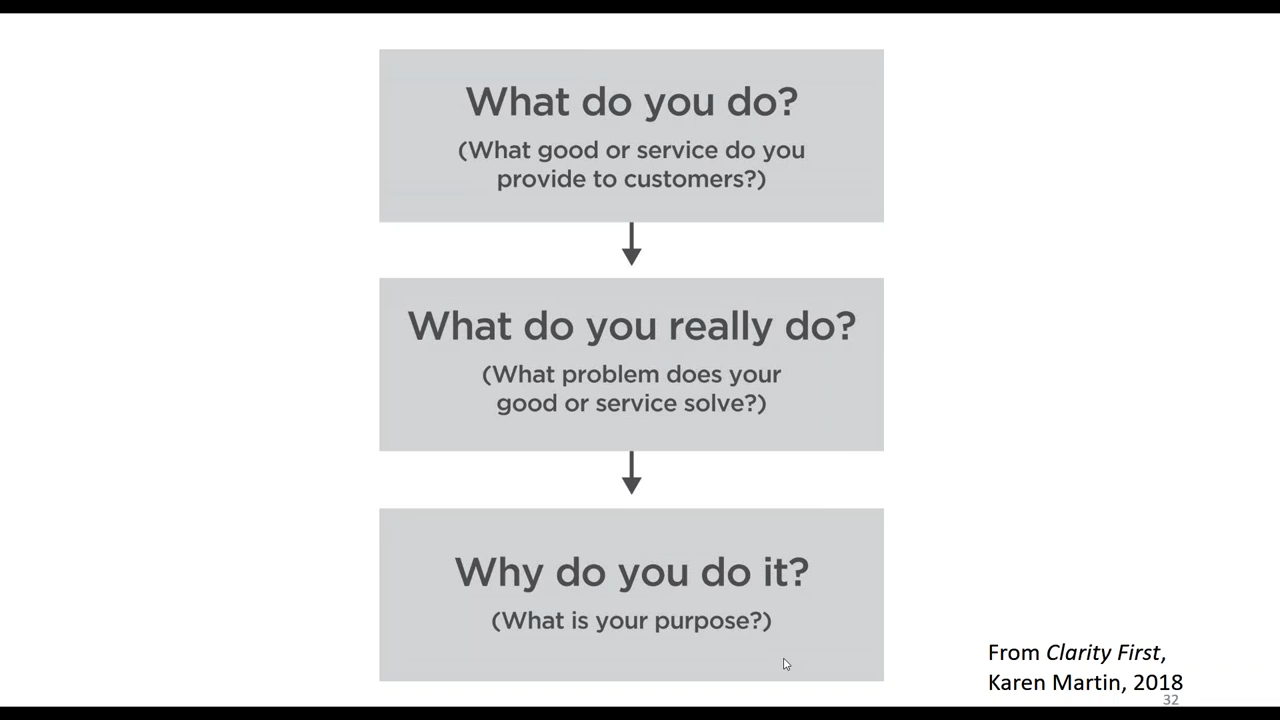 What do you do?
(What good or service do you
provide to customers?)
What do you really do?
(What problem does your
good or service solve?)
Why do you do it?
(What is your purpose?)
From Clarity First,
Karen Martin, 2018
32